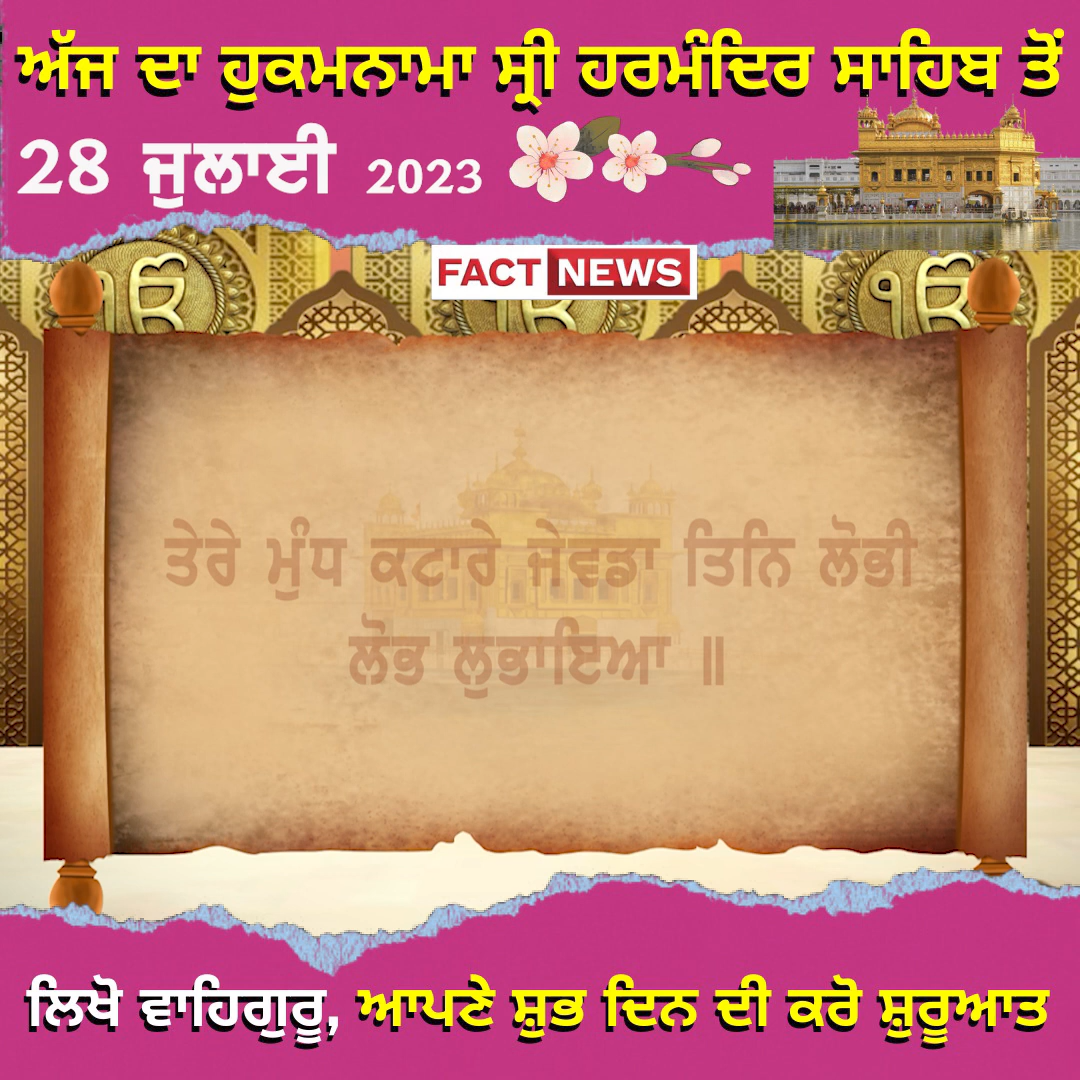 ਅੱਜ ਦਾ ਹੁਕਮਨਾਮਾ ਸ੍ਰੀ ਹਰਮੰਦਿਰ ਸਾਹਿਬ ਤੋਂ
28 ਜੁਲਾਈ 2023
FACT NEWS
ਤੇਰੇ ਮੁੰਧ ਕਟਾਰੇ ਜੇਵਡਾ ਤਿਨਿ ਲੋਭੀ
ਲੋਭ ਲੁਭਾਇਆ ॥
ਲਿਖੋ ਵਾਹਿਗੁਰੂ, ਆਪਣੇ ਸ਼ੁਭ ਦਿਨ ਦੀ ਕਰੋ ਸ਼ੁਰੂਆਤ